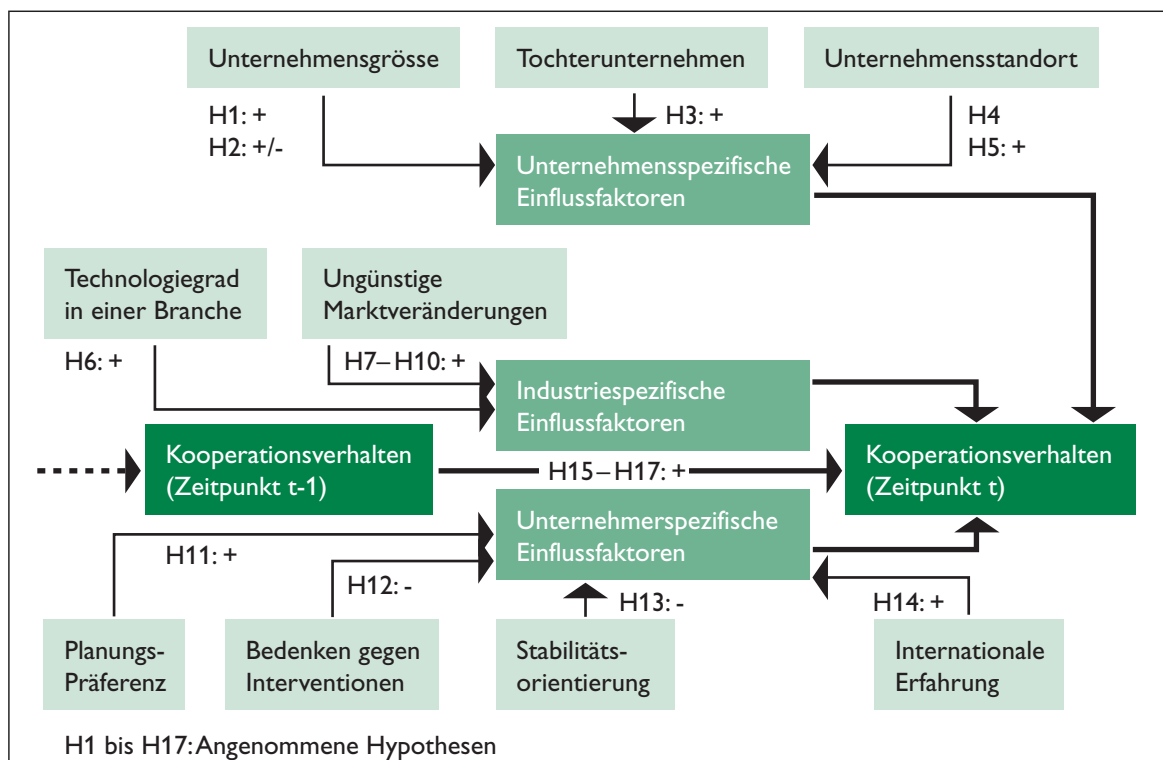 Unternehmensgrösse
Tochterunternehmen
Unternehmensstandort
H1: +
H2: +/-
H3: +
H4
H5: +
Unternehmensspezifische
Einflussfaktoren
Technologiegrad
in einer Branche
Ungünstige
Marktveränderungen
H6: +
H7–H10: +
Industriespezifische
Einflussfaktoren
Kooperationsverhalten
(Zeitpunkt t-1)
H15–H17: +
Kooperationsverhalten
(Zeitpunkt t)
Unternehmerspezifische
Einflussfaktoren
H11: +
H12: -
H13: -
H14: +
Planungs-
Präferenz
Bedenken gegen
Interventionen
Stabilitäts-
orientierung
Internationale
Erfahrung
H1 bis H17: Angenommene Hypothesen